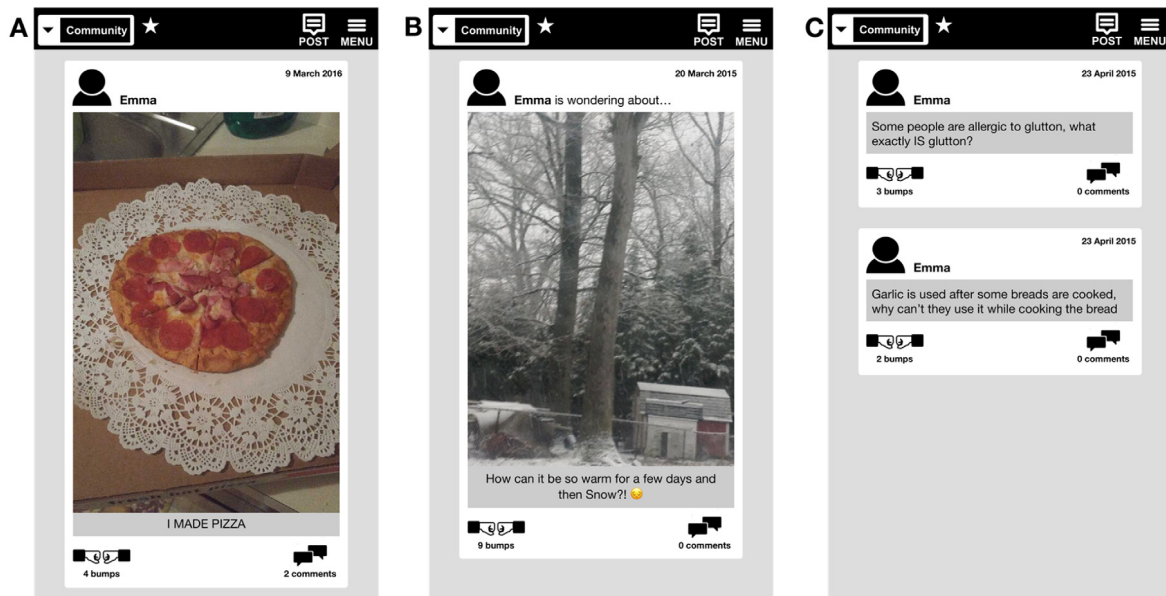 A
Community
POST
MENU
9 March 2016
Emma
I MADE PIZZA
4 bumps
2 comments
B
Community
POST
MENU
20 March 2015
Emma is wondering about...
How can it be so warm for a few days and
then Snow?! 😔
9 bumps
0 comments
C
Community
POST
MENU
23 April 2015
Emma
Some people are allergic to glutton, what
exactly IS glutton?
3 bumps
0 comments
23 April 2015
Emma
Garlic is used after some breads are cooked,
why can't they use it while cooking the bread
2 bumps
0 comments